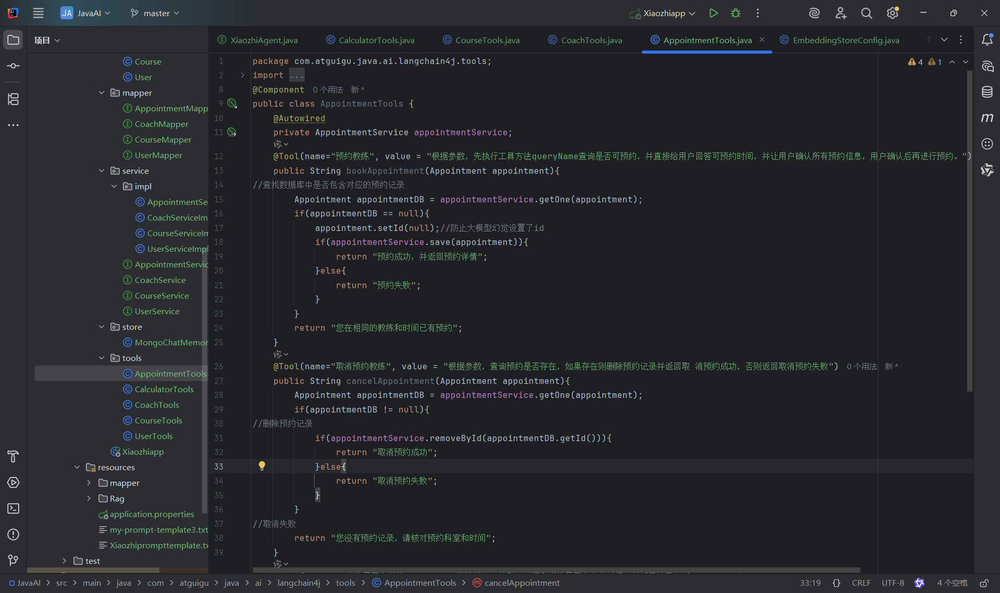 JA JavaAI master Xiaozhiapp
项目
XiaozhiAgent.java CalculatorTools.java CourseTools.java CoachTools.java AppointmentTools.java EmbeddingStoreConfig.java
Course
User
mapper
AppointmentMapp
CoachMapper
CourseMapper
UserMapper
service
impl
AppointmentSe
CoachServiceIm
CourseServiceIm
UserServiceImpl
AppointmentServic
CoachService
CourseService
UserService
store
MongoChatMemor
tools
AppointmentTools
CalculatorTools
CoachTools
CourseTools
UserTools
Xiaozhiapp
resources
mapper
Rag
application.properties
my-prompt-template3.txt
Xiaozhiprompttemplate.tx
test
4 1
1 package com.atguigu.java.ai.langchain4j.tools;
2 import ...
8 @Component 0个用法 新 *
9 public class AppointmentTools {
10 @Autowired
11 private AppointmentService appointmentService;
12 @Tool(name="预约教练", value = "根据参数，先执行工具方法queryName查询是否可预约，并直接给用户回答可预约时间，并让用户确认所有预约信息，用户确认后再进行预约。")
13 public String bookAppointment(Appointment appointment){
14 //查找数据库中是否包含对应的预约记录
15 Appointment appointmentDB = appointmentService.getOne(appointment);
16 if(appointmentDB == null){
17 appointment.setId(null);//防止大模型幻觉设置了id
18 if(appointmentService.save(appointment)){
19 return "预约成功，并返回预约详情";
20 }else{
21 return "预约失败";
22 }
23 }
24 return "您在相同的教练和时间已有预约";
25 }
26 @Tool(name="取消预约教练", value = "根据参数，查询预约是否存在，如果存在则删除预约记录并返回取 消预约成功，否则返回取消预约失败") 0个用法 新 *
27 public String cancelAppointment(Appointment appointment){
28 Appointment appointmentDB = appointmentService.getOne(appointment);
29 if(appointmentDB != null){
30 //删除预约记录
31 if(appointmentService.removeById(appointmentDB.getId())){
32 return "取消预约成功";
33 }else{
34 return "取消预约失败";
35 }
36 }
37 //取消失败
38 return "您没有预约记录，请核对预约科室和时间";
39 }
JavaAI > src > main > java > com > atguigu > java > ai > langchain4j > tools > AppointmentTools > cancelAppointment
33:19 {} CRLF UTF-8 4个空格